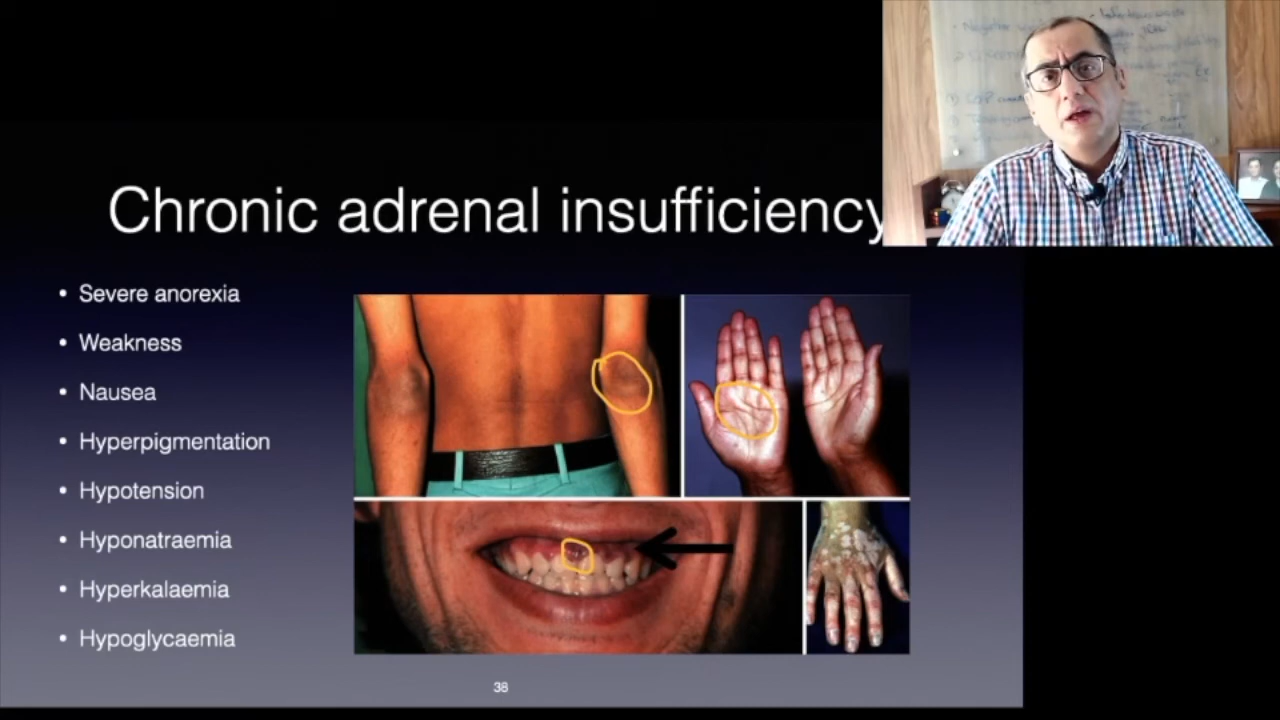 Chronic adrenal insufficiency
• Severe anorexia
• Weakness
• Nausea
• Hyperpigmentation
• Hypotension
• Hyponatraemia
• Hyperkalaemia
• Hypoglycaemia
38